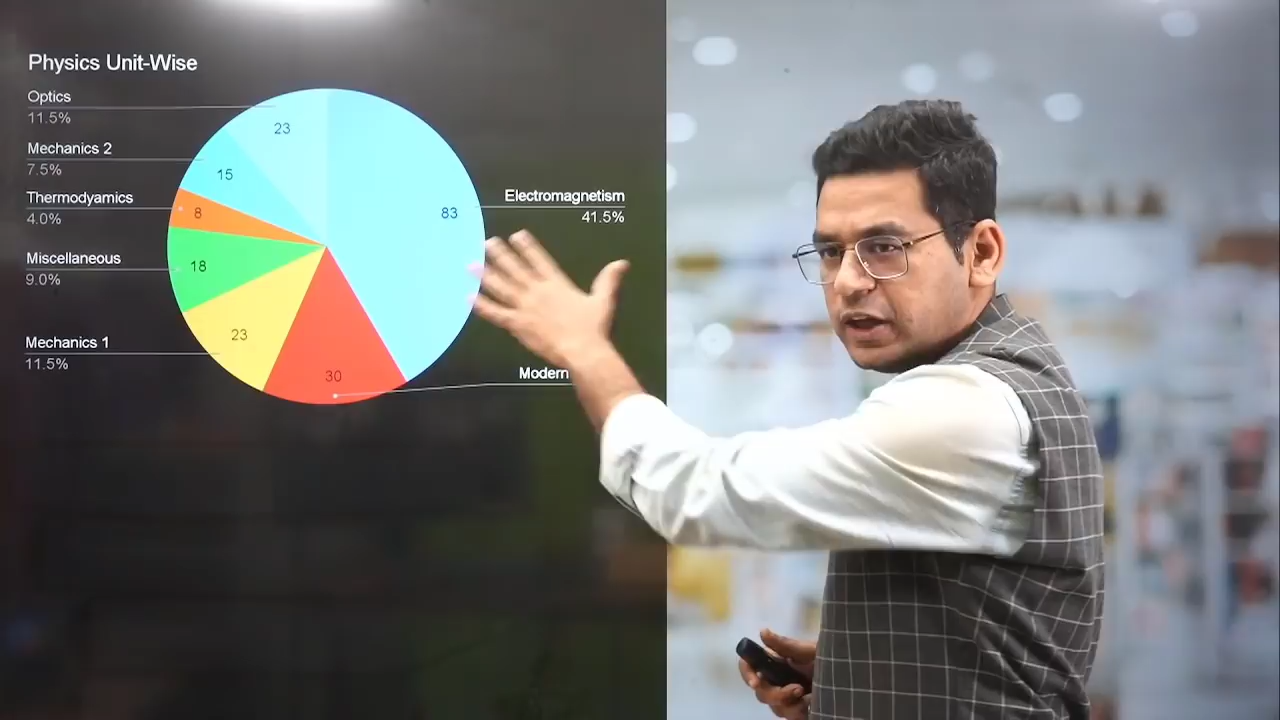 Physics Unit-Wise
Optics
11.5%
23
Mechanics 2
7.5%
15
Thermodyamics
4.0%
8
Electromagnetism
41.5%
83
Miscellaneous
9.0%
18
Mechanics 1
11.5%
23
Modern
30